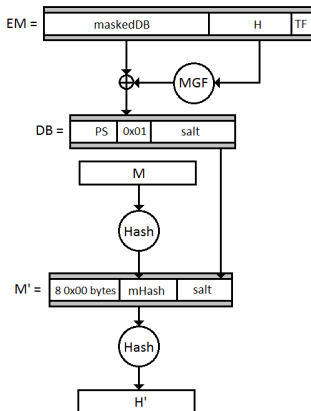 EM = maskedDB H TF
MGF
DB = PS 0x01 salt
M
Hash
M' = 8 0x00 bytes mHash salt
Hash
H'